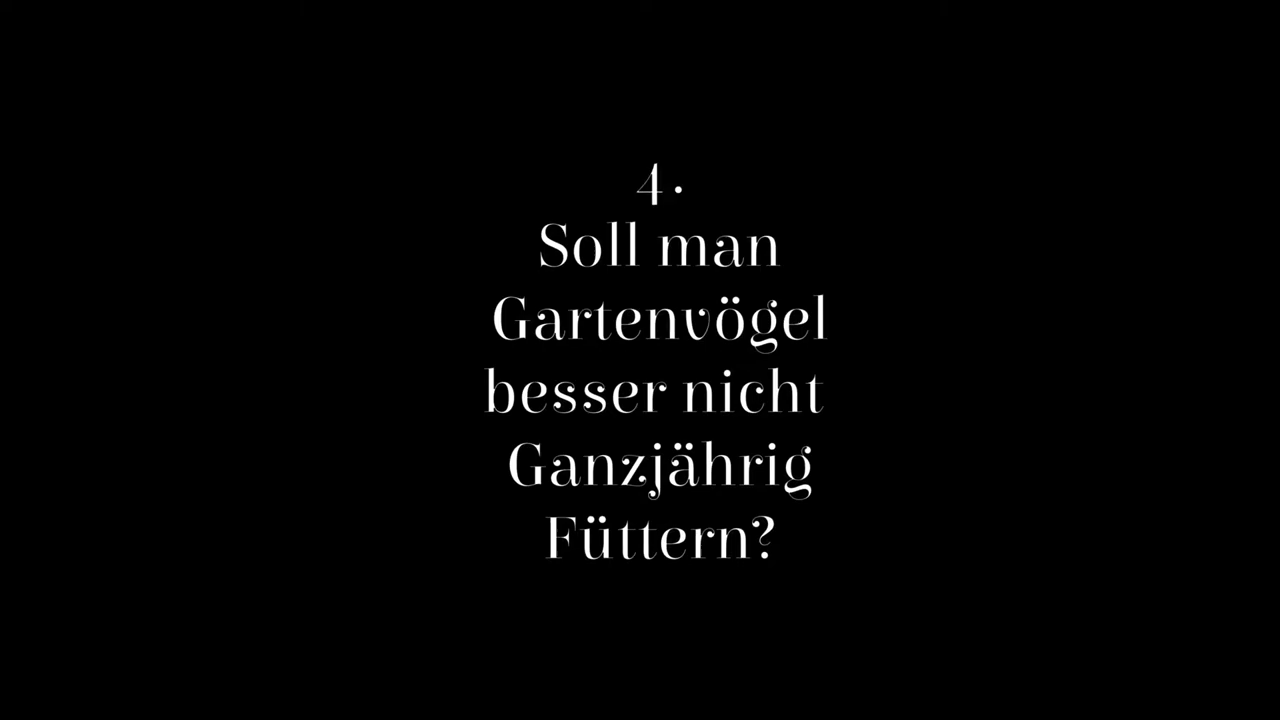 4.
Soll man
Gartenvögel
besser nicht
Ganzjährig
Füttern?